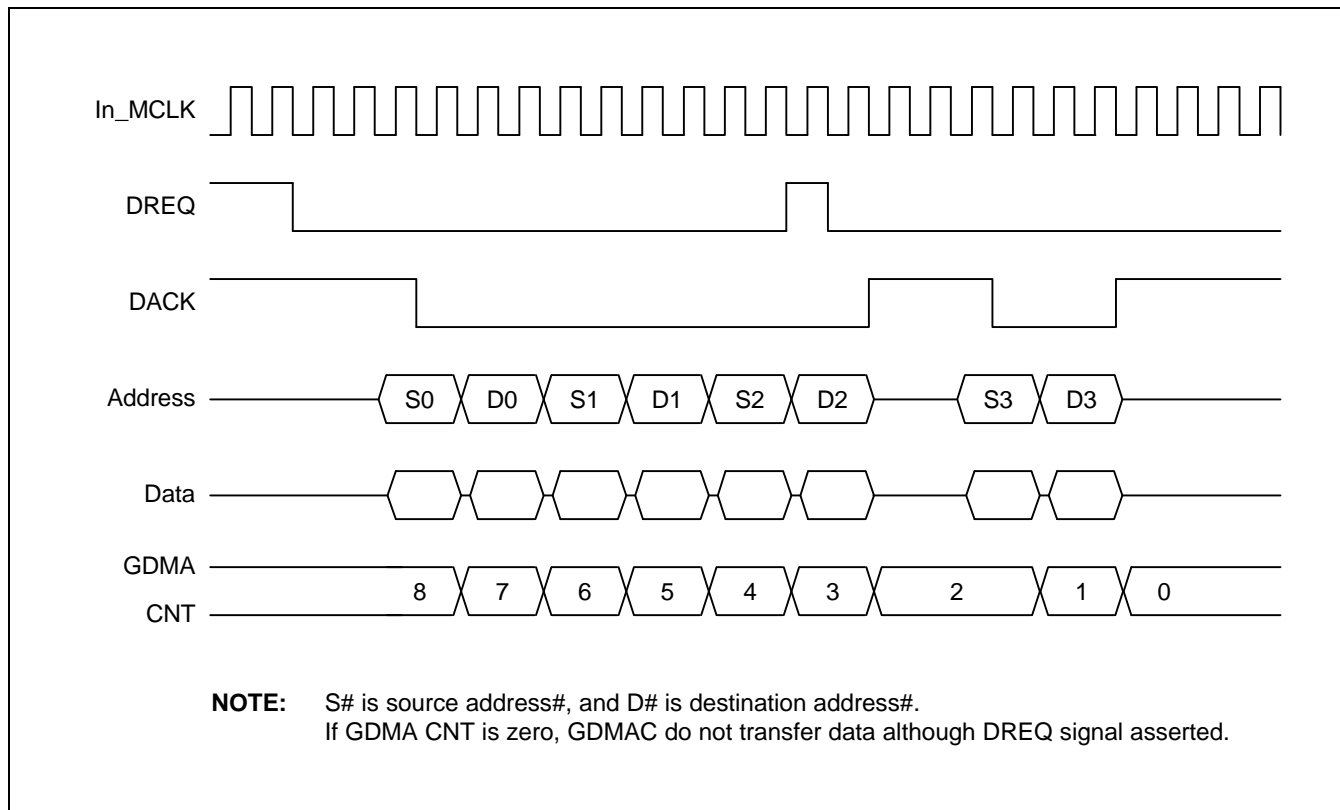 In_MCLK
DREQ
DACK
Address S0 D0 S1 D1 S2 D2 S3 D3
Data
GDMA
CNT
8 7 6 5 4 3 2 1 0
NOTE: S# is source address#, and D# is destination address#.
If GDMA CNT is zero, GDMAC do not transfer data although DREQ signal asserted.